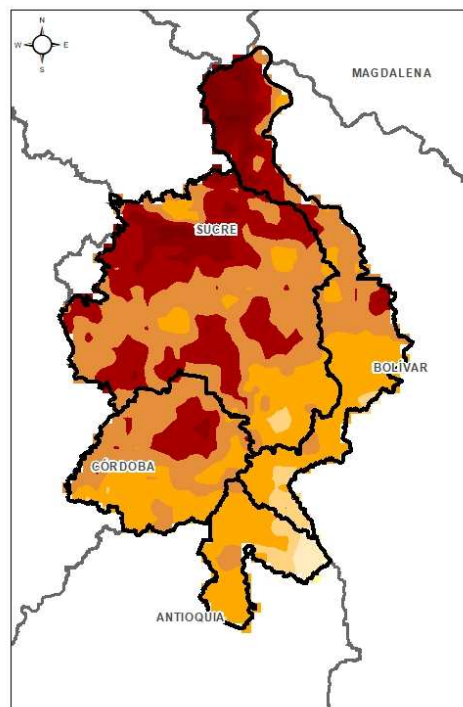 N
W E
S
MAGDALENA
SUCRE
BOLÍVAR
CÓRDOBA
ANTIOQUIA